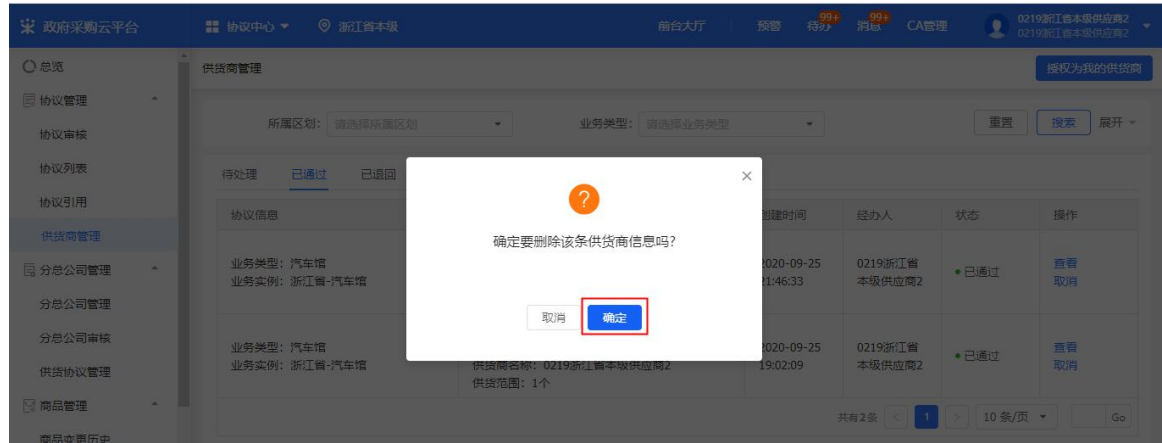 政府采购云平台
协议中心
浙江省本级
前台大厅
预警
待办
99+
消息
99+
CA管理
0219浙江省本级供应商2
0219浙江省本级供应商2
总览
供货商管理
授权为我的供货商
协议管理
协议审核
协议列表
协议引用
供货商管理
分总公司管理
分总公司管理
分总公司审核
供货协议管理
商品管理
商品变更历史
所属区划: 请选择所属区划
业务类型: 请选择业务类型
重置
搜索
展开
待处理
已通过
已退回
协议信息
创建时间
经办人
状态
操作
业务类型: 汽车馆
业务实例: 浙江省-汽车馆
2020-09-25
21:46:33
0219浙江省
本级供应商2
已通过
查看
取消
业务类型: 汽车馆
业务实例: 浙江省-汽车馆
供货商名称: 0219浙江省本级供应商2
供货范围: 1个
2020-09-25
19:02:09
0219浙江省
本级供应商2
已通过
查看
取消
共有2条 < 1 > 10 条/页 Go
?
×
确定要删除该条供货商信息吗?
取消
确定